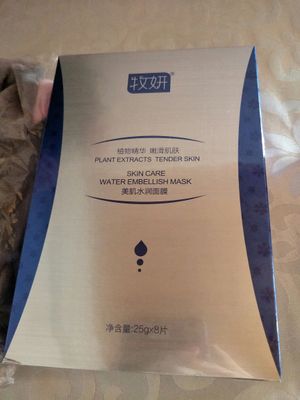 牧妍®
植物精华 嫩滑肌肤
PLANT EXTRACTS TENDER SKIN
SKIN CARE
WATER EMBELLISH MASK
美肌水润面膜
净含量:25g×8片